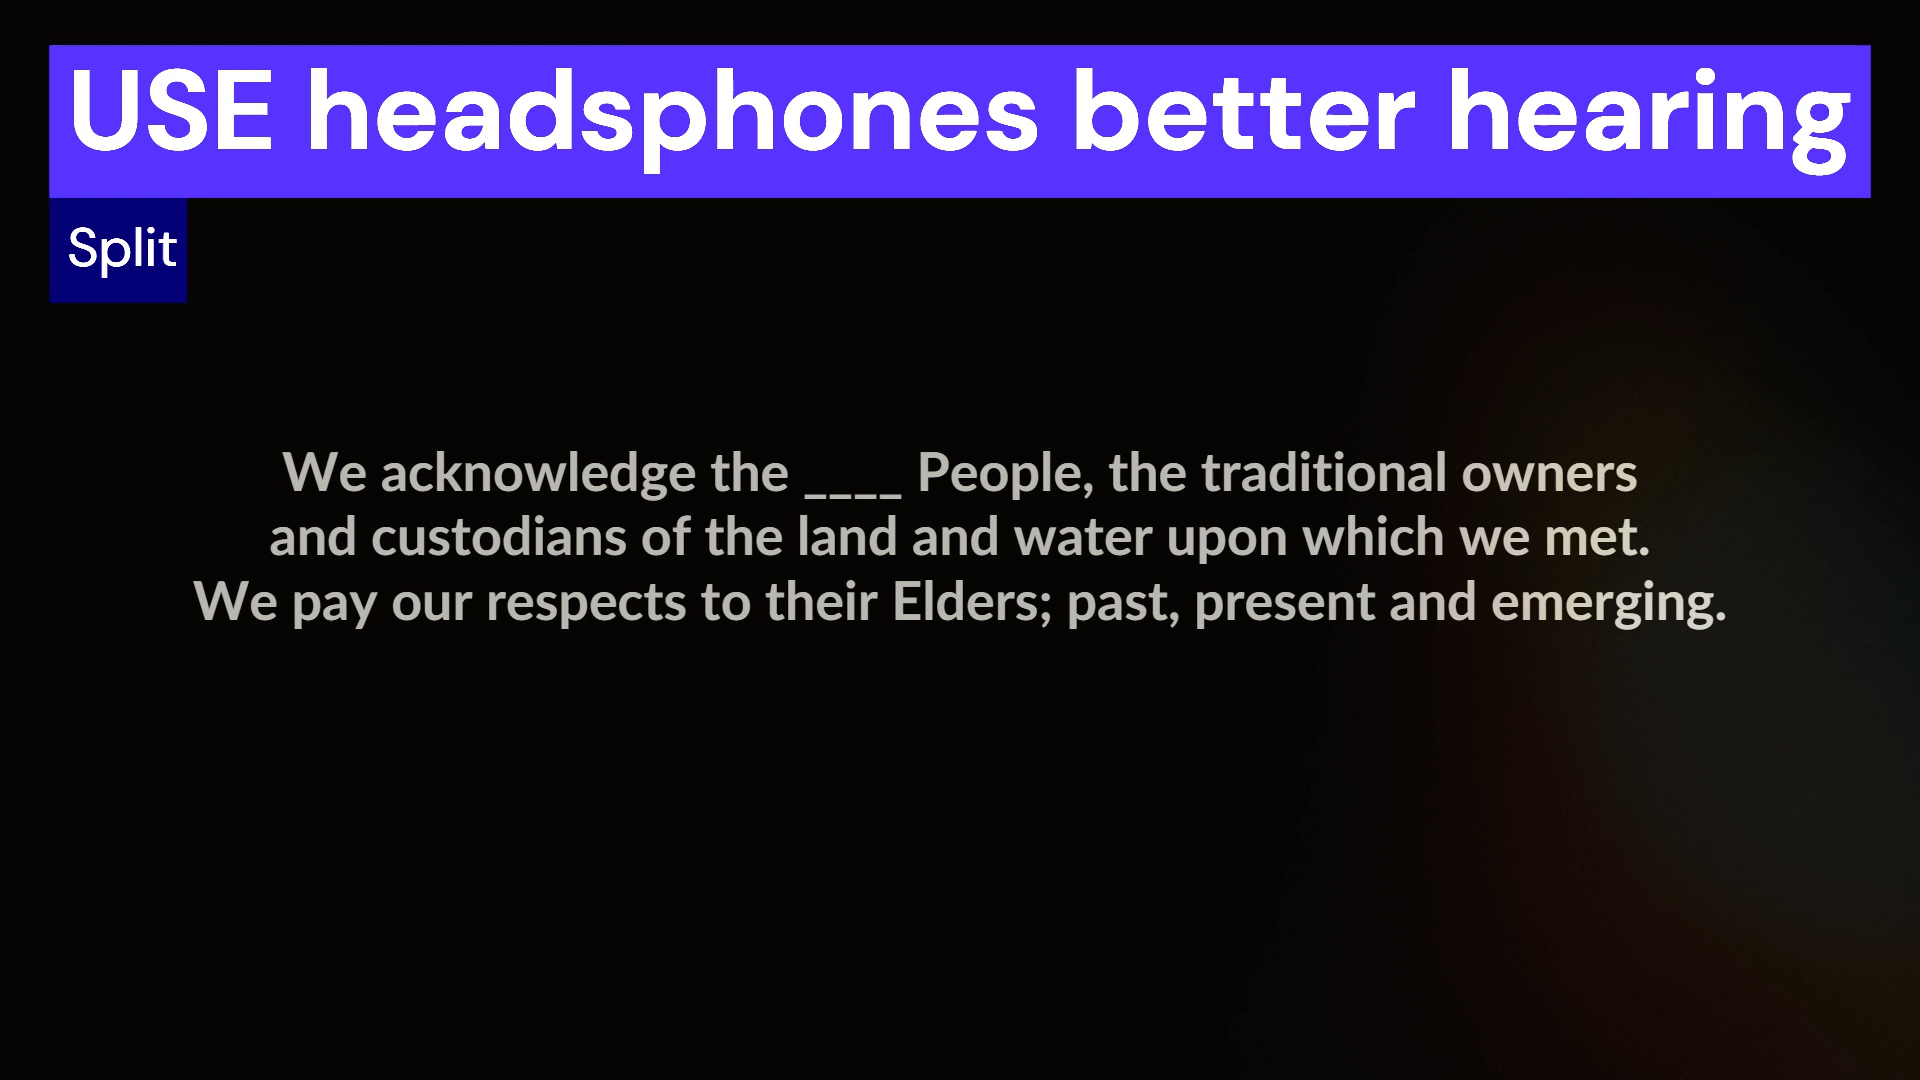 USE headsphones better hearing
Split
We acknowledge the ____ People, the traditional owners
and custodians of the land and water upon which we met.
We pay our respects to their Elders; past, present and emerging.